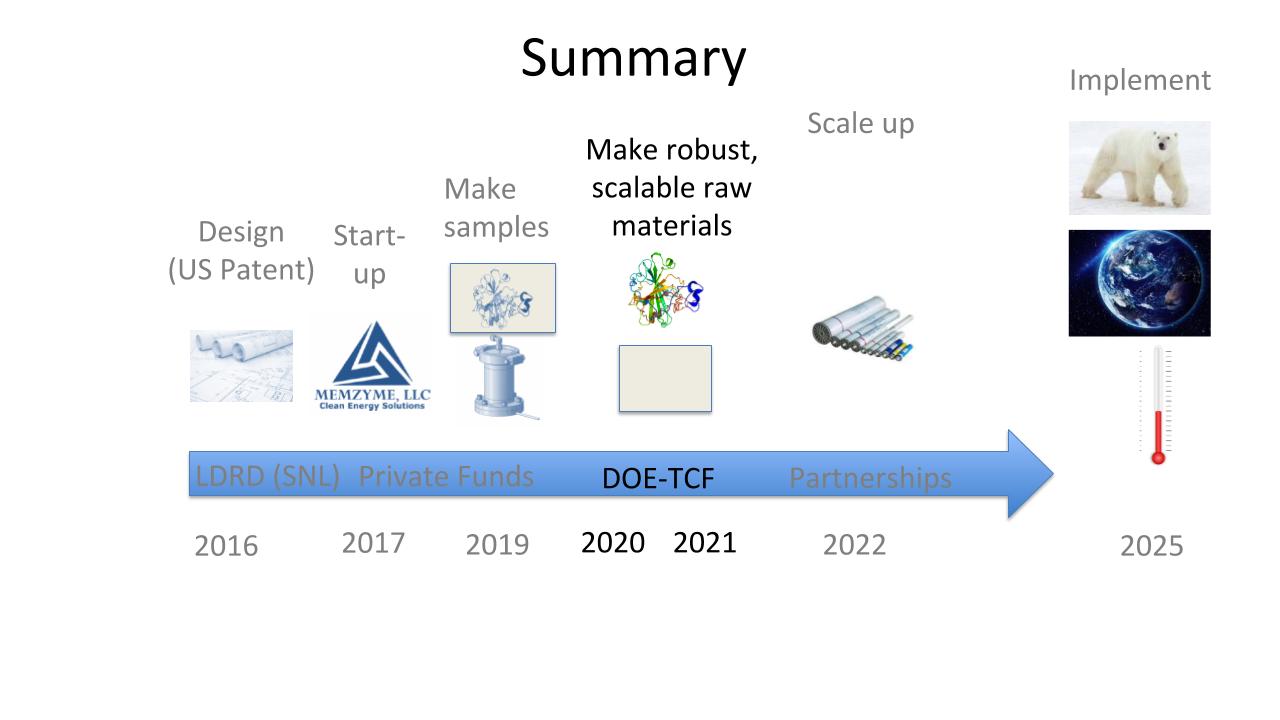 Summary
Implement
Scale up
Make robust,
scalable raw
materials
Make
samples
Design
(US Patent)
Start-
up
MEMZYME, LLC
Clean Energy Solutions
LDRD (SNL)
Private Funds
DOE-TCF
Partnerships
2016
2017
2019
2020
2021
2022
2025